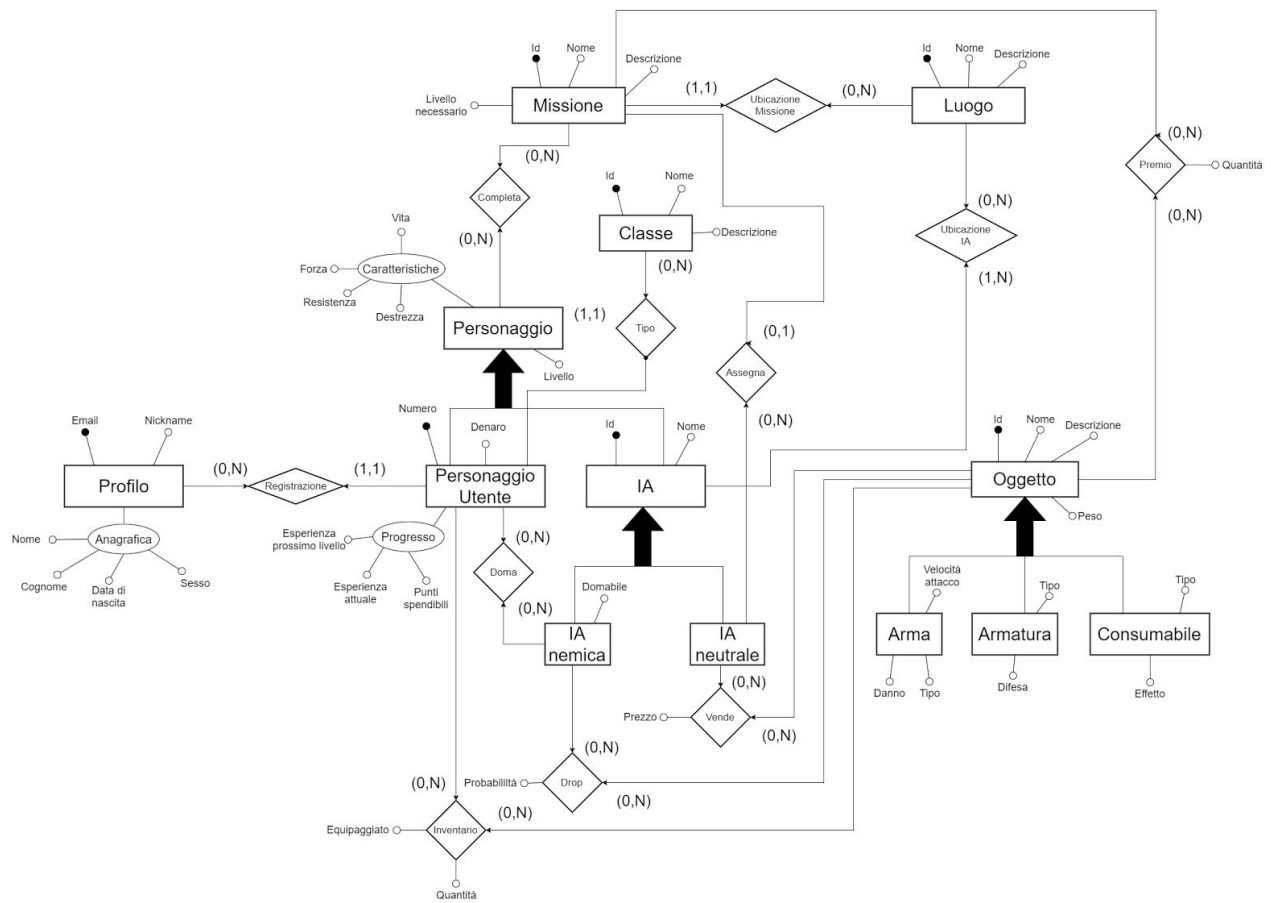 Id
Nome
Descrizione
Livello
necessario
Missione
(1,1)
Ubicazione
Missione
(0,N)
Id
Nome
Descrizione
Luogo
(0,N)
Premio
Quantità
(0,N)
(0,N)
Completa
(0,N)
Id
Nome
Classe
Descrizione
(0,N)
(0,N)
Ubicazione
IA
(1,N)
Vita
Forza
Caratteristiche
Resistenza
Destrezza
Personaggio
(1,1)
Tipo
Livello
(0,1)
Assegna
(0,N)
Email
Nickname
Profilo
(0,N)
Registrazione
(1,1)
Numero
Denaro
Personaggio
Utente
Id
Nome
IA
Id
Nome
Descrizione
Oggetto
Peso
Nome
Anagrafica
Cognome
Data di
nascita
Sesso
Esperienza
prossimo livello
Progresso
Esperienza
attuale
Punti
spendibili
(0,N)
Doma
(0,N)
Domabile
IA
nemica
IA
neutrale
Velocità
attacco
Tipo
Tipo
Arma
Armatura
Consumabile
Danno
Tipo
Difesa
Effetto
(0,N)
Prezzo
Vende
(0,N)
(0,N)
Probabililtà
Drop
(0,N)
(0,N)
(0,N)
Equipaggiato
Inventario
Quantità